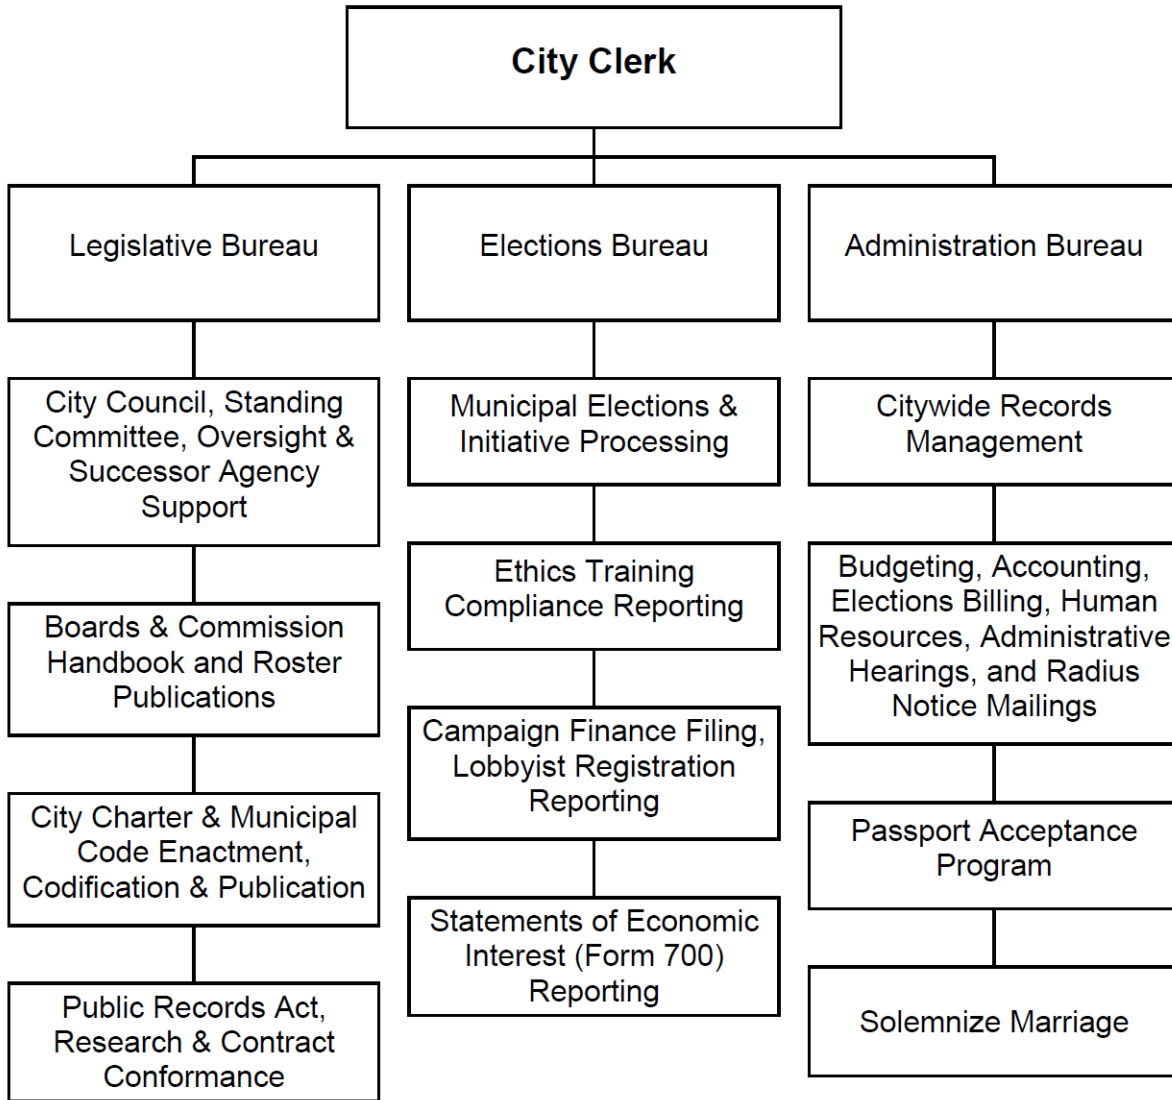 City Clerk
Legislative Bureau
Elections Bureau
Administration Bureau
City Council, Standing
Committee, Oversight &
Successor Agency
Support
Boards & Commission
Handbook and Roster
Publications
City Charter & Municipal
Code Enactment,
Codification & Publication
Public Records Act,
Research & Contract
Conformance
Municipal Elections &
Initiative Processing
Ethics Training
Compliance Reporting
Campaign Finance Filing,
Lobbyist Registration
Reporting
Statements of Economic
Interest (Form 700)
Reporting
Citywide Records
Management
Budgeting, Accounting,
Elections Billing, Human
Resources, Administrative
Hearings, and Radius
Notice Mailings
Passport Acceptance
Program
Solemnize Marriage